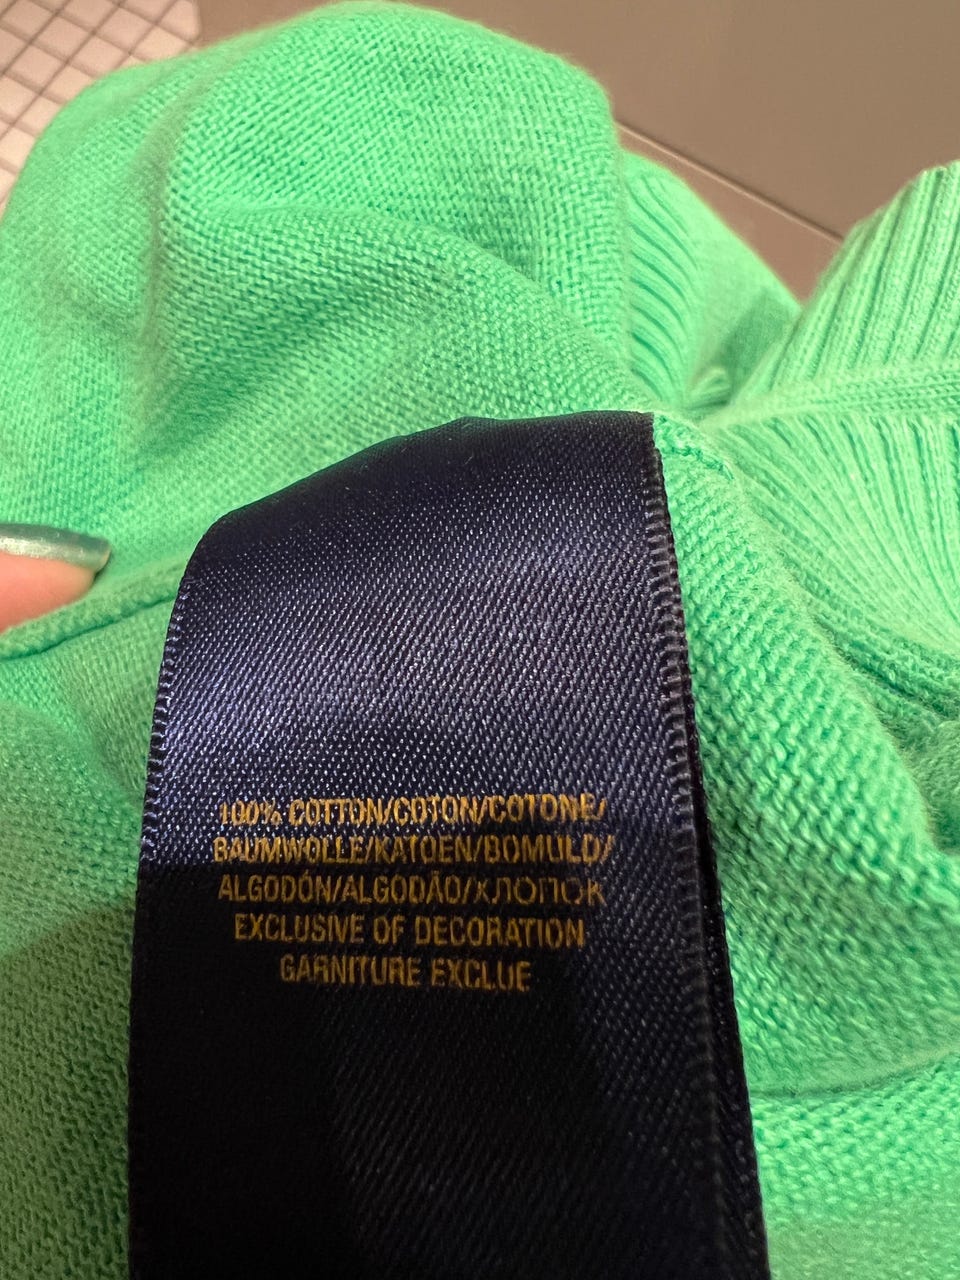 100% COTTON/COTON/COTONE/
BAUMWOLLE/KATOEN/BOMULD/
ALGODÓN/ALGODÃO/ХЛОПОК
EXCLUSIVE OF DECORATION
GARNITURE EXCLUE